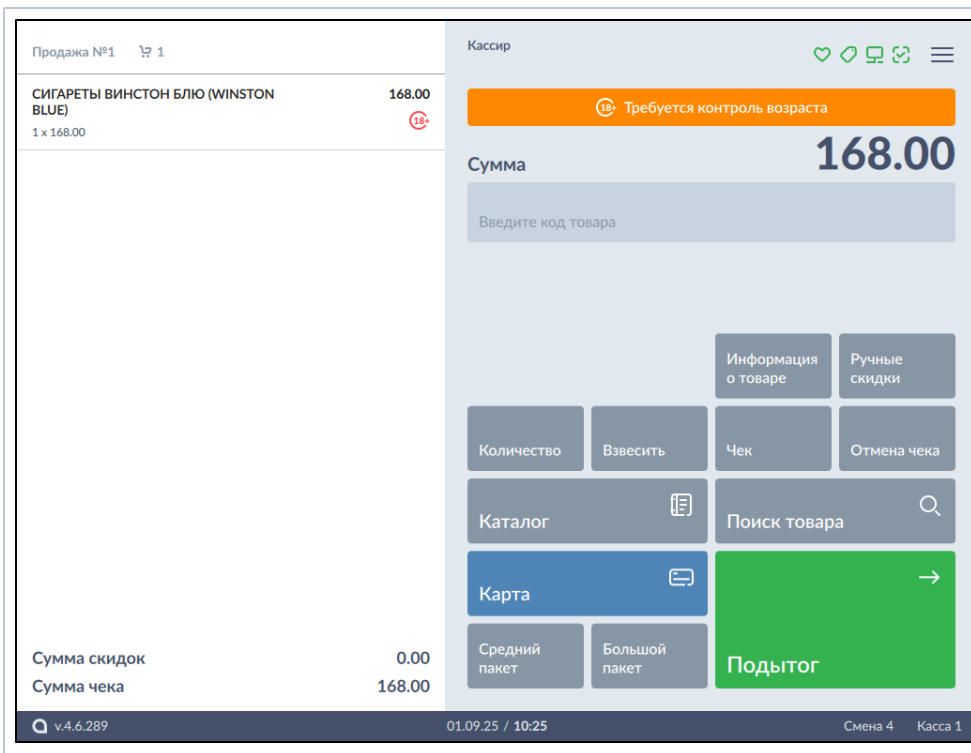 Продажа №1 1
СИГАРЕТЫ ВИНСТОН БЛЮ (WINSTON 168.00
BLUE)
18+
1 x 168.00
Сумма скидок 0.00
Сумма чека 168.00
Кассир
18+ Требуется контроль возраста
Сумма 168.00
Введите код товара
Информация
о товаре
Ручные
скидки
Количество
Взвесить
Чек
Отмена чека
Каталог
Поиск товара
Карта
Средний
пакет
Большой
пакет
Подытог
v.4.6.289 01.09.25 / 10:25 Смена 4 Касса 1